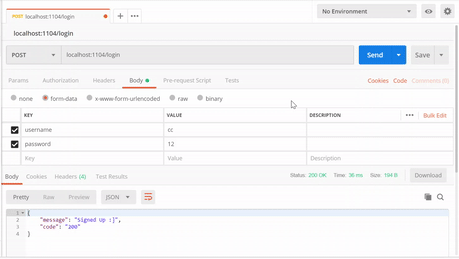 POST localhost:1104/login No Environment
localhost:1104/login
POST localhost:1104/login Send Save
Params Authorization Headers Body Pre-request Script Tests Cookies Code Comments (0)
none form-data x-www-form-urlencoded raw binary
KEY VALUE DESCRIPTION Bulk Edit
username cc
password 12
Key Value Description
Body Cookies Headers (4) Test Results Status: 200 OK Time: 36 ms Size: 194 B Download
Pretty Raw Preview JSON
1 {
2 "message": "Signed Up :]",
3 "code": "200"
4 }